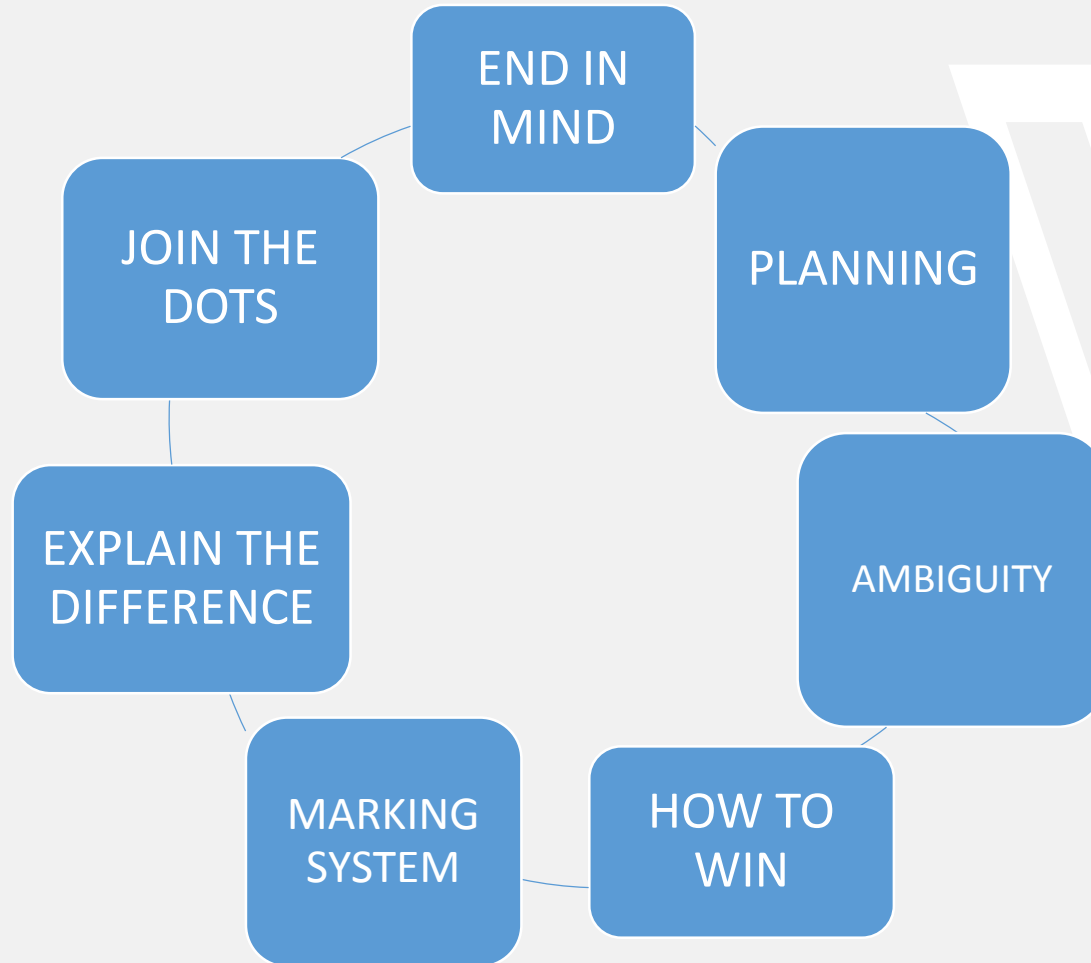 END IN
MIND
PLANNING
AMBIGUITY
HOW TO
WIN
MARKING
SYSTEM
EXPLAIN THE
DIFFERENCE
JOIN THE
DOTS